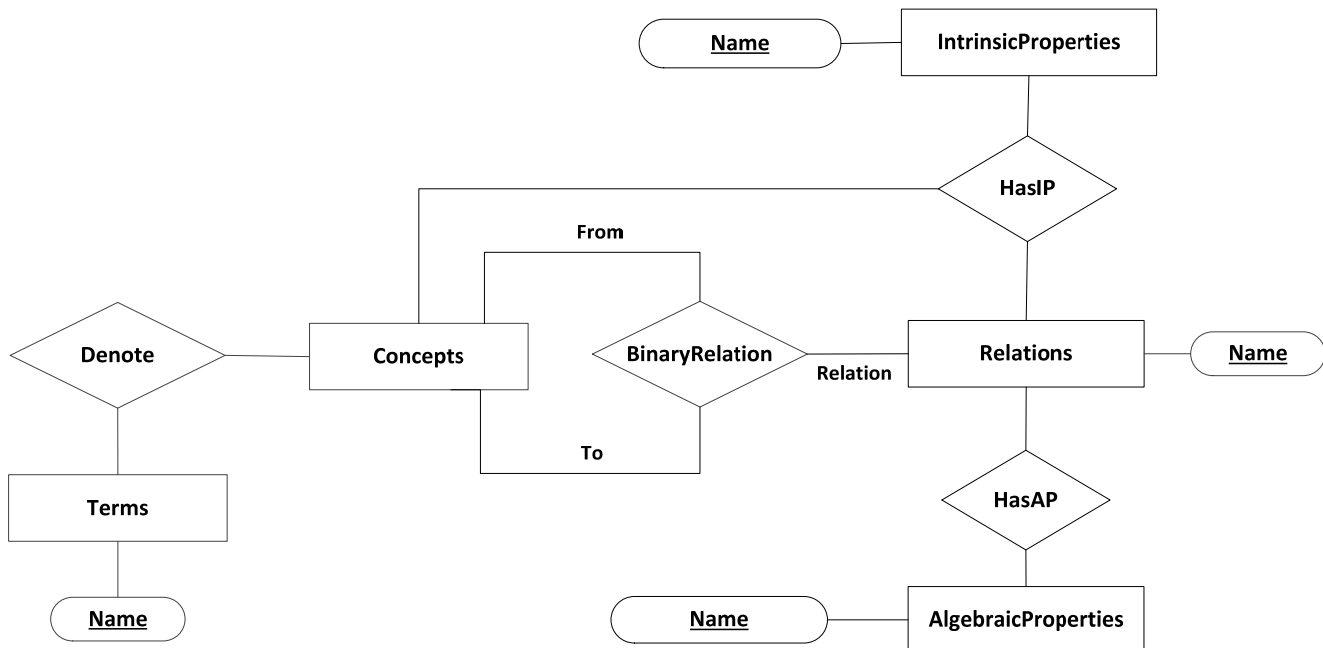 Name
IntrinsicProperties
HasIP
From
Denote
Concepts
BinaryRelation
Relation
Relations
Name
To
Terms
HasAP
Name
Name
AlgebraicProperties